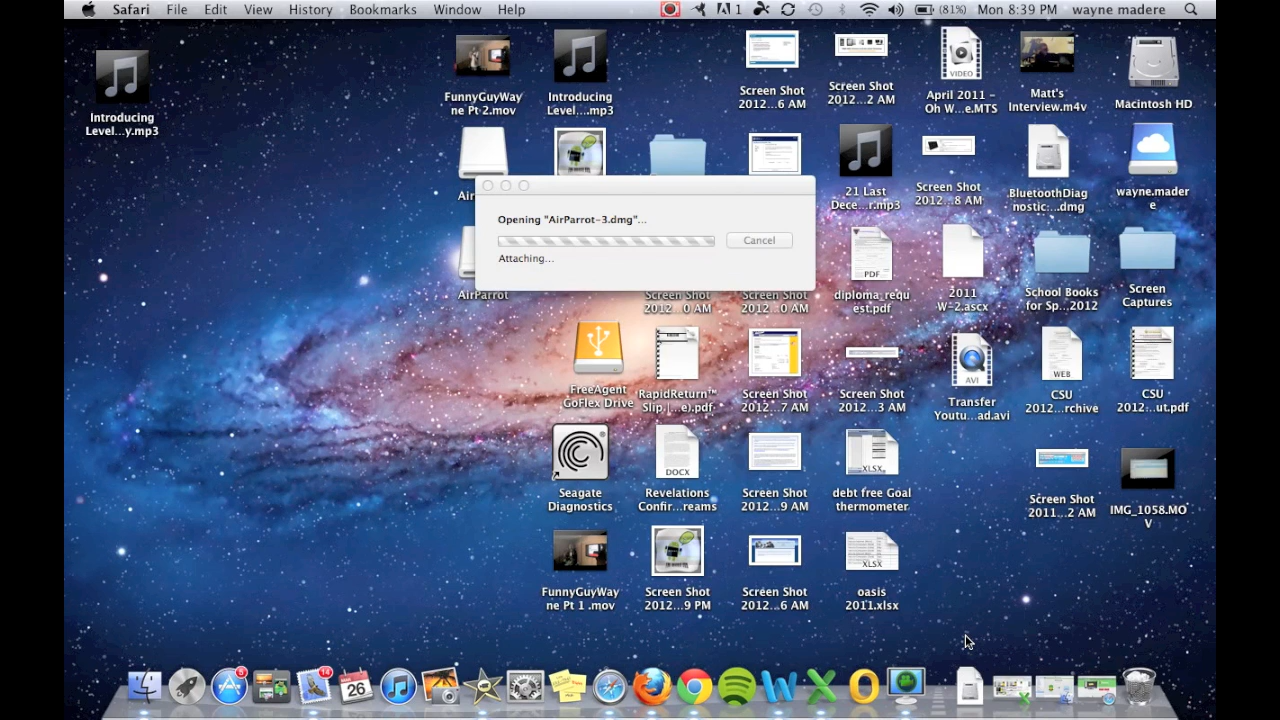 Safari File Edit View History Bookmarks Window Help 1 (81%) Mon 8:39 PM wayne madere
Introducing
Level...y.mp3
FunnyGuyWay
ne Pt 2.mov
Introducing
Level....mp3
Screen Shot
2012...6 AM
Screen Shot
2012...2 AM
VIDEO
April 2011 -
Oh W...e.MTS
Matt's
Interview.m4v
Macintosh HD
21 Last
Dece...r.mp3
Screen Shot
2012...8 AM
BluetoothDiag
nostic-...dmg
wayne.mader
e
Opening "AirParrot-3.dmg"...
Cancel
Attaching...
AirParrot
Screen Shot
2012...0 AM
Screen Shot
2012...0 AM
PDF
diploma_requ
est.pdf
2011
W-2.ascx
School Books
for Sp...2012
Screen
Captures
FreeAgent
GoFlex Drive
RapidReturn™
Slip.|...e).pdf
Screen Shot
2012...7 AM
Screen Shot
2012...3 AM
AVI
Transfer
Youtu...ad.avi
WEB
CSU
2012...rchive
CSU
2012...ut.pdf
Seagate
Diagnostics
DOCX
Revelations
Confir...reams
Screen Shot
2012...9 AM
XLSX
debt free Goal
thermometer
Screen Shot
2011...2 AM
IMG_1058.MO
V
FunnyGuyWay
ne Pt 1 .mov
Screen Shot
2012...9 PM
Screen Shot
2012...6 AM
XLSX
oasis
2011.xlsx
5
14
26